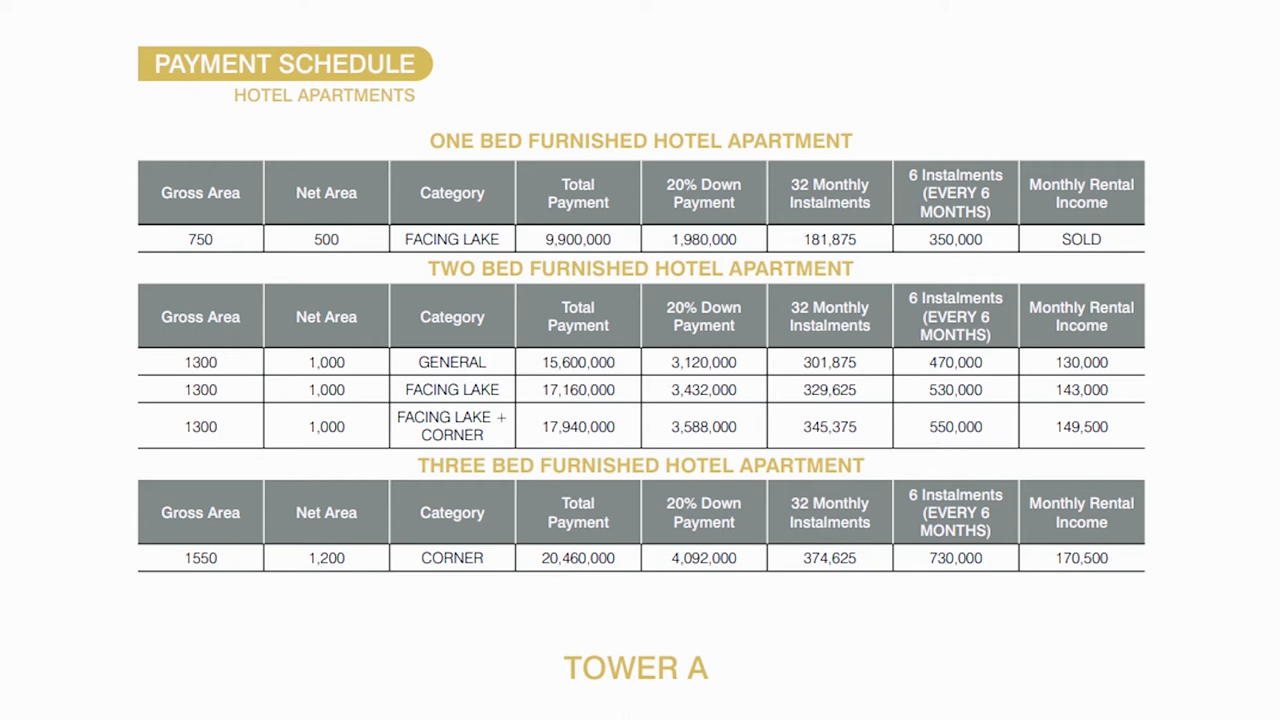 PAYMENT SCHEDULE
HOTEL APARTMENTS
ONE BED FURNISHED HOTEL APARTMENT
Gross Area Net Area Category Total Payment 20% Down Payment 32 Monthly Instalments 6 Instalments (EVERY 6 MONTHS) Monthly Rental Income
750 500 FACING LAKE 9,900,000 1,980,000 181,875 350,000 SOLD
TWO BED FURNISHED HOTEL APARTMENT
Gross Area Net Area Category Total Payment 20% Down Payment 32 Monthly Instalments 6 Instalments (EVERY 6 MONTHS) Monthly Rental Income
1300 1,000 GENERAL 15,600,000 3,120,000 301,875 470,000 130,000
1300 1,000 FACING LAKE 17,160,000 3,432,000 329,625 530,000 143,000
1300 1,000 FACING LAKE + CORNER 17,940,000 3,588,000 345,375 550,000 149,500
THREE BED FURNISHED HOTEL APARTMENT
Gross Area Net Area Category Total Payment 20% Down Payment 32 Monthly Instalments 6 Instalments (EVERY 6 MONTHS) Monthly Rental Income
1550 1,200 CORNER 20,460,000 4,092,000 374,625 730,000 170,500
TOWER A